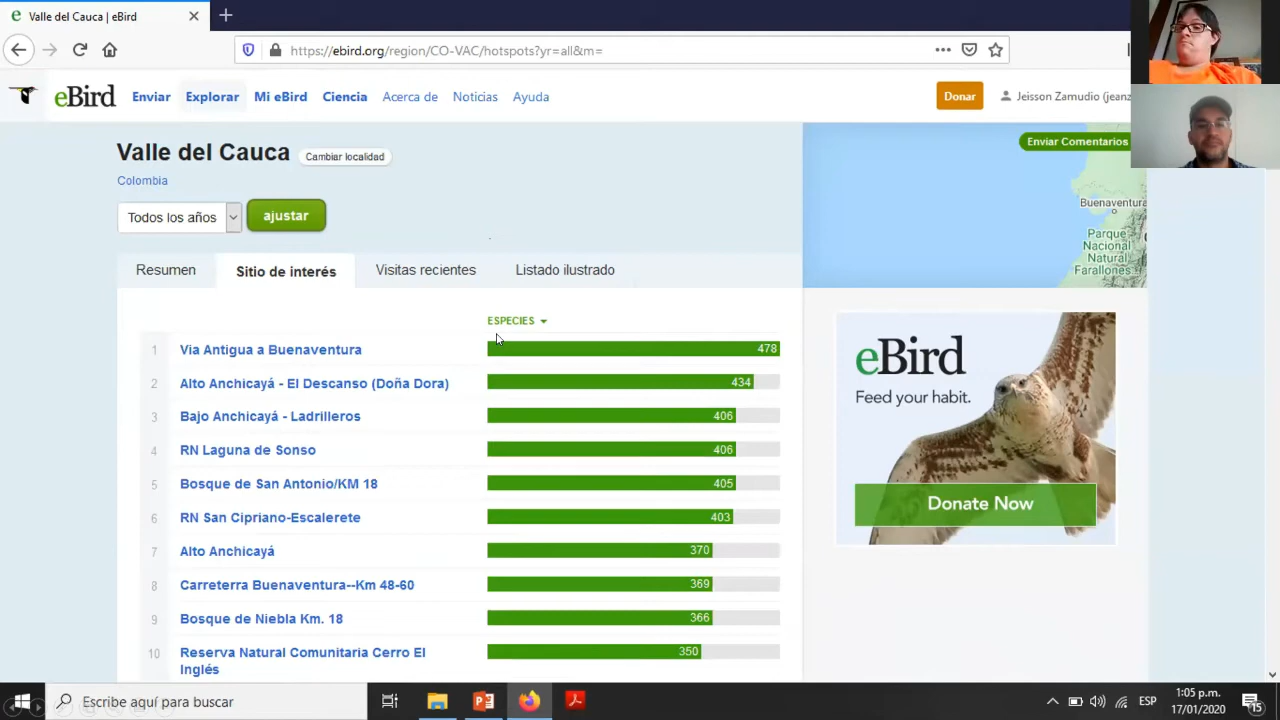 Valle del Cauca | eBird
https://ebird.org/region/CO-VAC/hotspots?yr=all&m=
eBird Enviar Explorar Mi eBird Ciencia Acerca de Noticias Ayuda Donar Jeisson Zamudio (jeanz
Valle del Cauca Cambiar localidad
Colombia
Todos los años ajustar
Enviar Comentarios
Buenaventura
Parque
Nacional
Natural
Farallones
Resumen Sitio de interés Visitas recientes Listado ilustrado
ESPECIES
1 Via Antigua a Buenaventura 478
2 Alto Anchicayá - El Descanso (Doña Dora) 434
3 Bajo Anchicayá - Ladrilleros 406
4 RN Laguna de Sonso 406
5 Bosque de San Antonio/KM 18 405
6 RN San Cipriano-Escalerete 403
7 Alto Anchicayá 370
8 Carreterra Buenaventura--Km 48-60 369
9 Bosque de Niebla Km. 18 366
10 Reserva Natural Comunitaria Cerro El Inglés 350
eBird
Feed your habit.
Donate Now
Escribe aquí para buscar
ESP
1:05 p.m.
17/01/2020
15